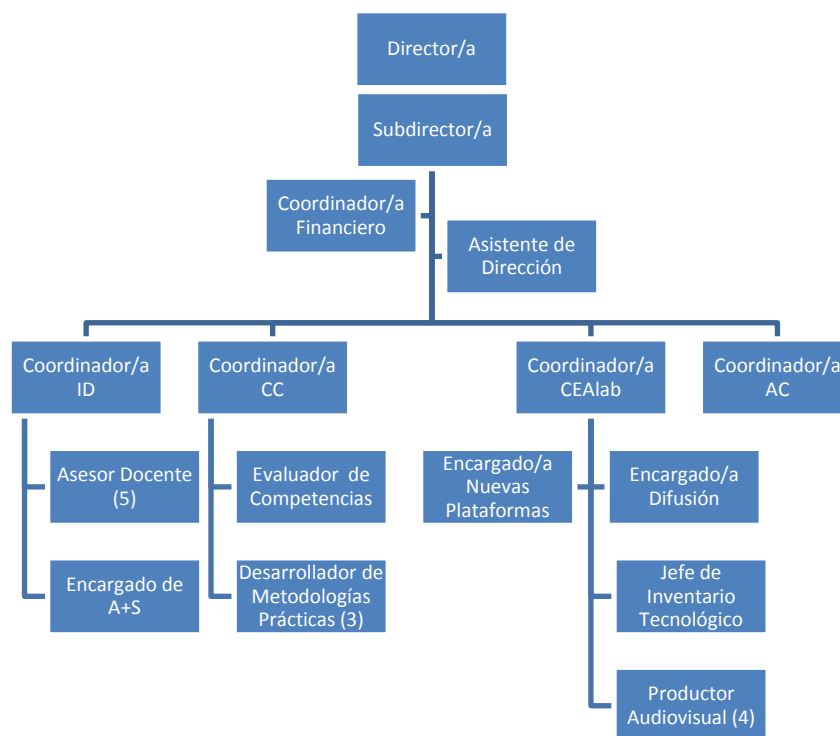 Director/a
Subdirector/a
Coordinador/a
Financiero
Asistente de
Dirección
Coordinador/a
ID
Coordinador/a
CC
Coordinador/a
CEAlab
Coordinador/a
AC
Asesor Docente
(5)
Evaluador de
Competencias
Encargado/a
Nuevas
Plataformas
Encargado/a
Difusión
Encargado de
A+S
Desarrollador de
Metodologías
Prácticas (3)
Jefe de
Inventario
Tecnológico
Productor
Audiovisual (4)